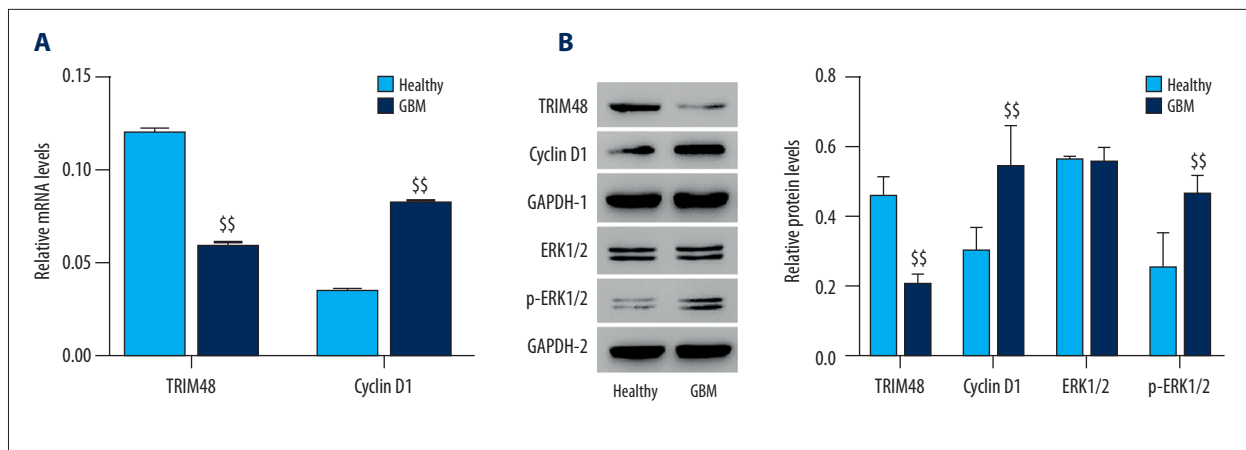 A
Relative mRNA levels
0.15
0.10
0.05
0.00
Healthy
GBM
$$
$$
TRIM48
Cyclin D1
B
TRIM48
Cyclin D1
GAPDH-1
ERK1/2
p-ERK1/2
GAPDH-2
Healthy
GBM
Relative protein levels
0.8
0.6
0.4
0.2
0.0
Healthy
GBM
$$
$$
$$
TRIM48
Cyclin D1
ERK1/2
p-ERK1/2